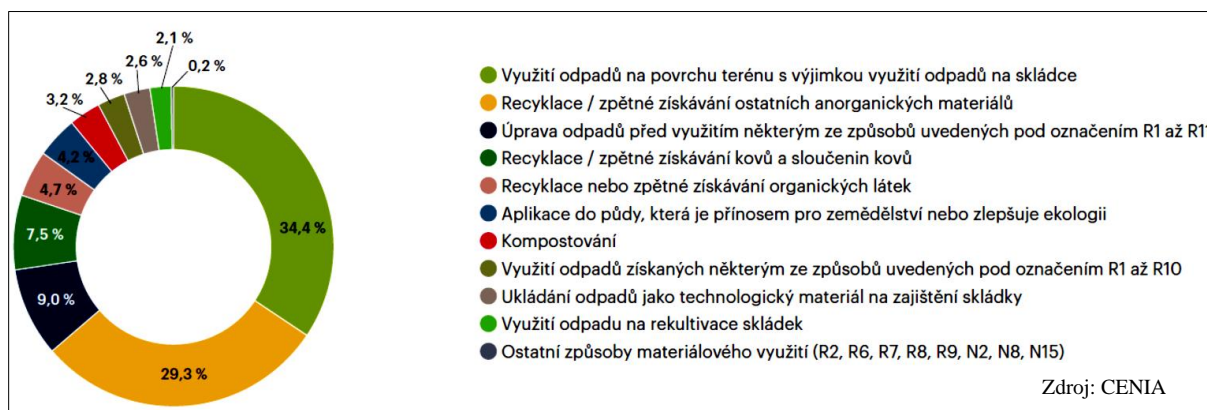 2,1 %
2,6 %
0,2 %
2,8 %
3,2 %
4,2 %
4,7 %
7,5 %
9,0 %
29,3 %
34,4 %
Využití odpadů na povrchu terénu s výjimkou využití odpadů na skládce
Recyklace / zpětné získávání ostatních anorganických materiálů
Úprava odpadů před využitím některým ze způsobů uvedených pod označením R1 až R11
Recyklace / zpětné získávání kovů a sloučenin kovů
Recyklace nebo zpětné získávání organických látek
Aplikace do půdy, která je přínosem pro zemědělství nebo zlepšuje ekologii
Kompostování
Využití odpadů získaných některým ze způsobů uvedených pod označením R1 až R10
Ukládání odpadů jako technologický materiál na zajištění skládky
Využití odpadu na rekultivace skládek
Ostatní způsoby materiálového využití (R2, R6, R7, R8, R9, N2, N8, N15)
Zdroj: CENIA